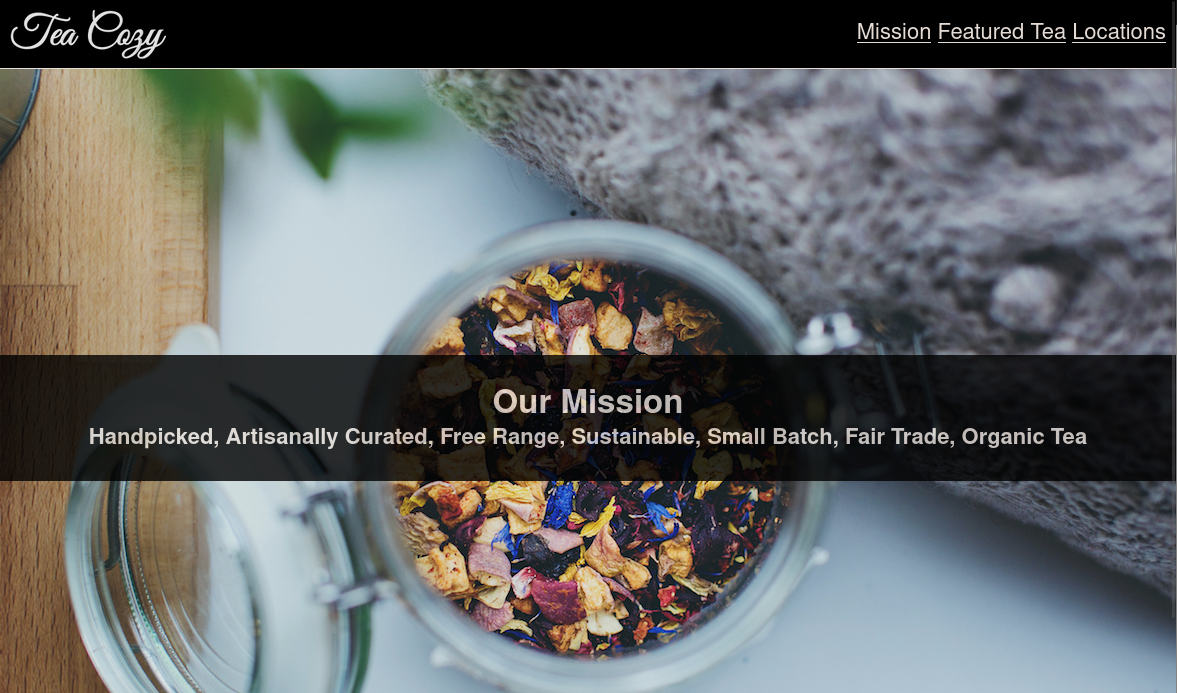 Tea Cozy
Mission Featured Tea Locations
Our Mission
Handpicked, Artisanally Curated, Free Range, Sustainable, Small Batch, Fair Trade, Organic Tea